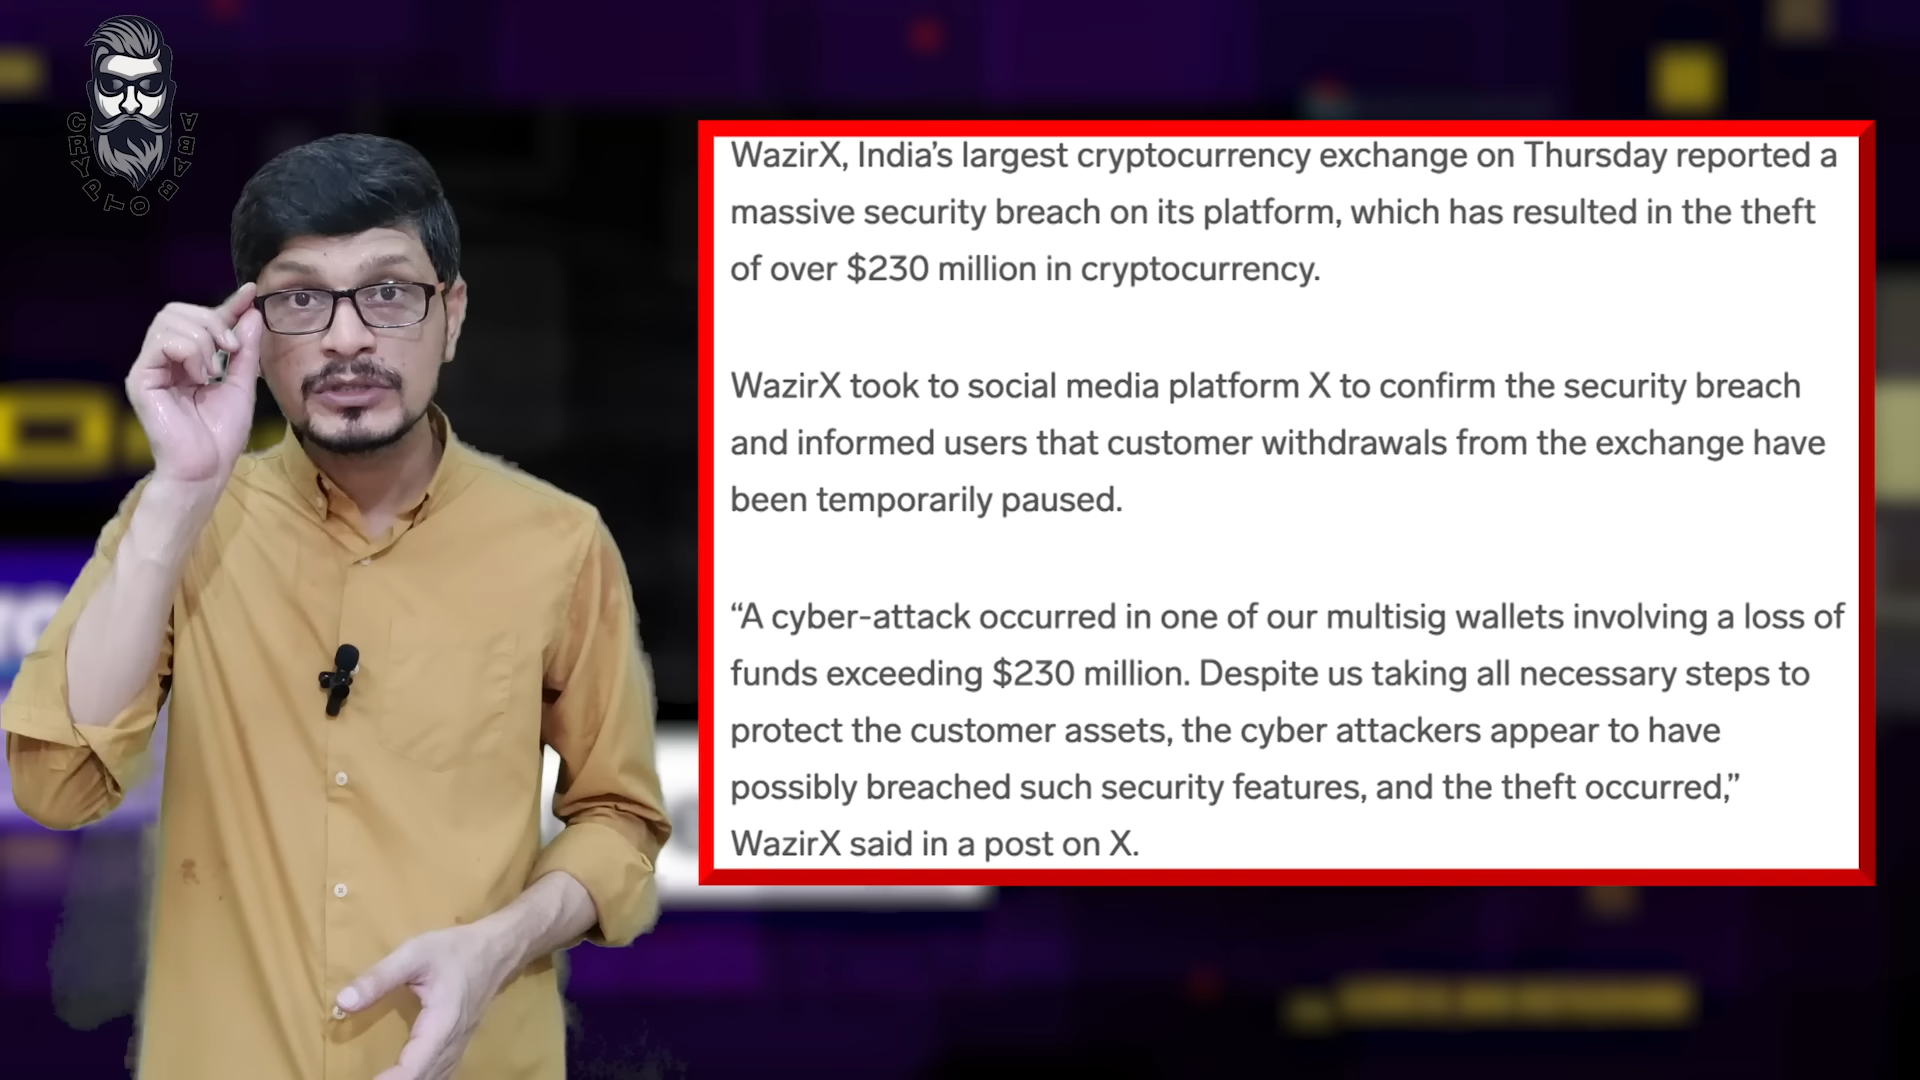 CRYPTO BABA
WazirX, India’s largest cryptocurrency exchange on Thursday reported a
massive security breach on its platform, which has resulted in the theft
of over $230 million in cryptocurrency.
WazirX took to social media platform X to confirm the security breach
and informed users that customer withdrawals from the exchange have
been temporarily paused.
“A cyber-attack occurred in one of our multisig wallets involving a loss of
funds exceeding $230 million. Despite us taking all necessary steps to
protect the customer assets, the cyber attackers appear to have
possibly breached such security features, and the theft occurred,”
WazirX said in a post on X.